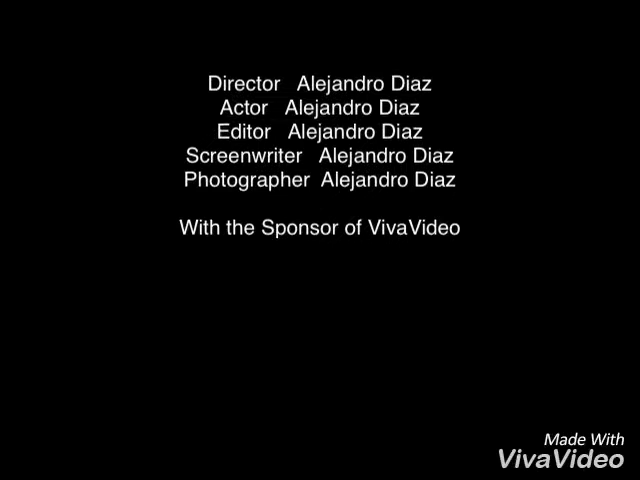 Director Alejandro Diaz
Actor Alejandro Diaz
Editor Alejandro Diaz
Screenwriter Alejandro Diaz
Photographer Alejandro Diaz
With the Sponsor of VivaVideo
Made With
VivaVideo